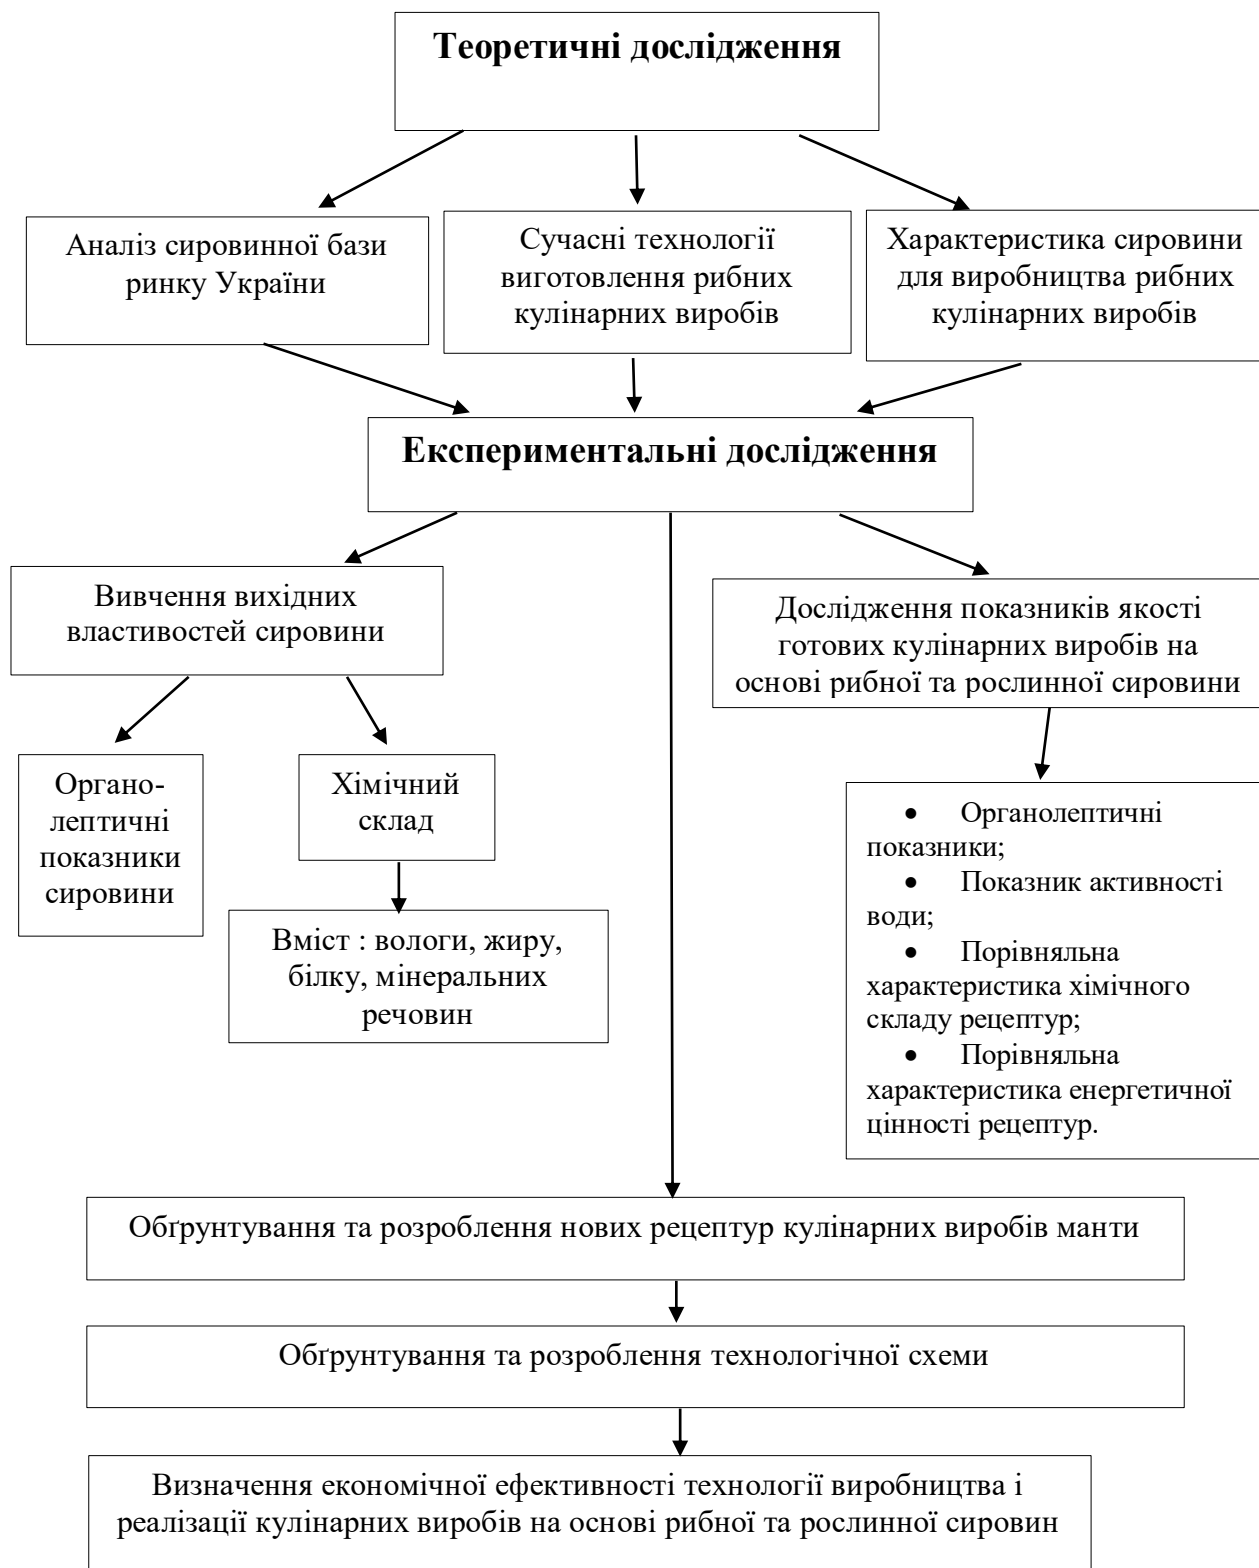 Теоретичні дослідження
Аналіз сировинної бази
ринку України
Сучасні технології
виготовлення рибних
кулінарних виробів
Характеристика сировини
для виробництва рибних
кулінарних виробів
Експериментальні дослідження
Вивчення вихідних
властивостей сировини
Дослідження показників якості
готових кулінарних виробів на
основі рибної та рослинної сировини
Органо-
лептичні
показники
сировини
Хімічний
склад
Вміст : вологи, жиру,
білку, мінеральних
речовин
• Органолептичні
показники;
• Показник активності
води;
• Порівняльна
характеристика хімічного
складу рецептур;
• Порівняльна
характеристика енергетичної
цінності рецептур.
Обґрунтування та розроблення нових рецептур кулінарних виробів манти
Обґрунтування та розроблення технологічної схеми
Визначення економічної ефективності технології виробництва і
реалізації кулінарних виробів на основі рибної та рослинної сировин